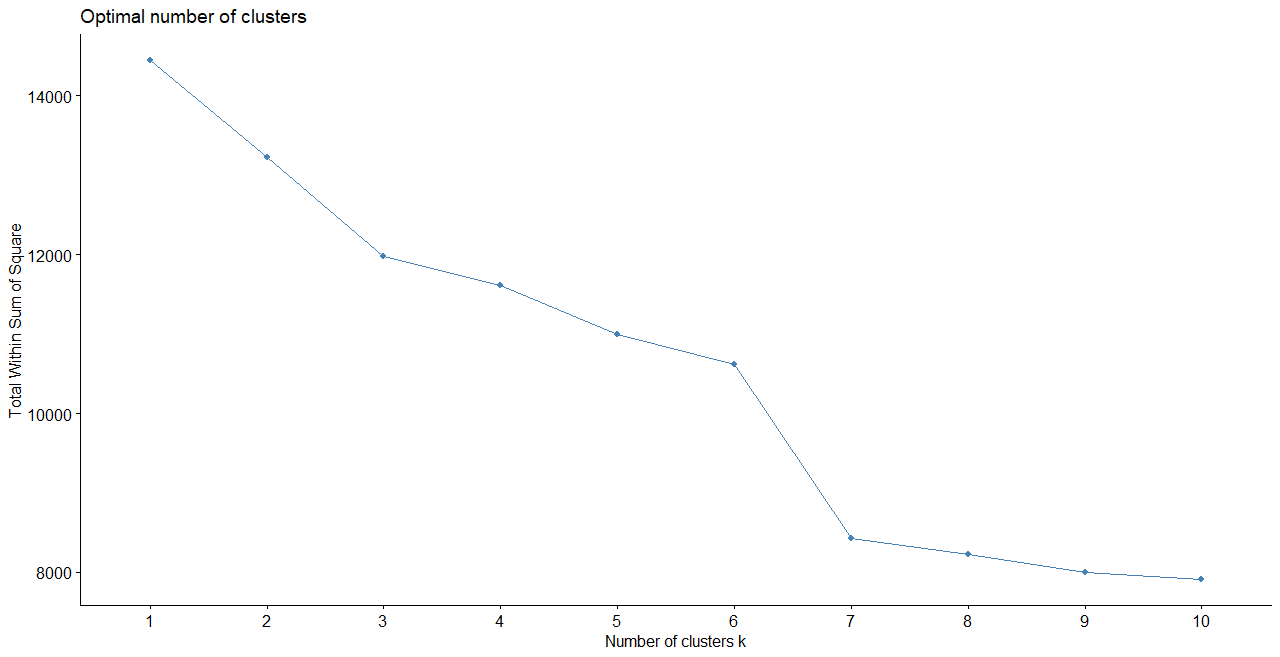 Optimal number of clusters
Total Within Sum of Square
14000
12000
10000
8000
1 2 3 4 5 6 7 8 9 10
Number of clusters k